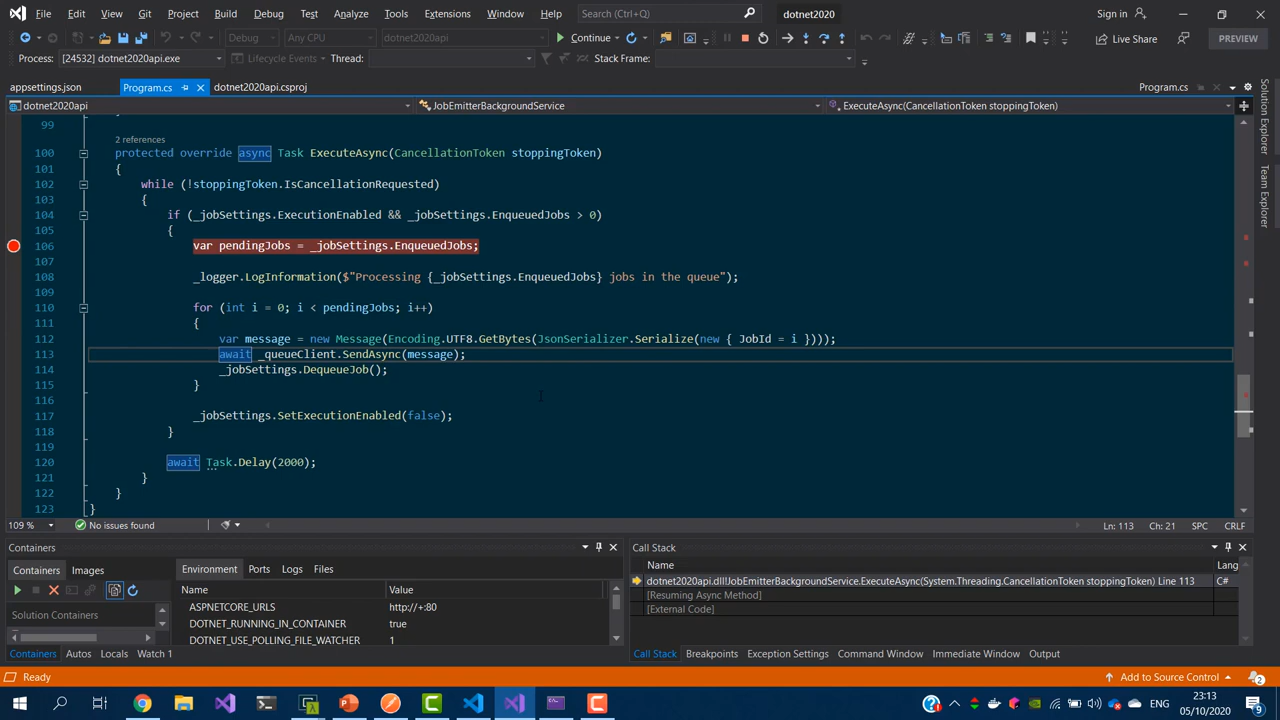 File Edit View Git Project Build Debug Test Analyze Tools Extensions Window Help Search (Ctrl+Q) dotnet2020 Sign in
Debug Any CPU dotnet2020api Continue Live Share PREVIEW
Process: [24532] dotnet2020api.exe Lifecycle Events Thread: Stack Frame:
appsettings.json Program.cs dotnet2020api.csproj Program.cs
dotnet2020api JobEmitterBackgroundService ExecuteAsync(CancellationToken stoppingToken)
99
2 references
100 protected override async Task ExecuteAsync(CancellationToken stoppingToken)
101 {
102 while (!stoppingToken.IsCancellationRequested)
103 {
104 if (_jobSettings.ExecutionEnabled && _jobSettings.EnqueuedJobs > 0)
105 {
106 var pendingJobs = _jobSettings.EnqueuedJobs;
107
108 _logger.LogInformation($"Processing {_jobSettings.EnqueuedJobs} jobs in the queue");
109
110 for (int i = 0; i < pendingJobs; i++)
111 {
112 var message = new Message(Encoding.UTF8.GetBytes(JsonSerializer.Serialize(new { JobId = i })));
113 await _queueClient.SendAsync(message);
114 _jobSettings.DequeueJob();
115 }
116
117 _jobSettings.SetExecutionEnabled(false);
118 }
119
120 await Task.Delay(2000);
121 }
122 }
123 }
109 % No issues found Ln: 113 Ch: 21 SPC CRLF
Containers
Containers Images
Solution Containers
Environment Ports Logs Files
Name Value
ASPNETCORE_URLS http://+:80
DOTNET_RUNNING_IN_CONTAINER true
DOTNET_USE_POLLING_FILE_WATCHER 1
Containers Autos Locals Watch 1
Call Stack
Name Lang
dotnet2020api.dll!JobEmitterBackgroundService.ExecuteAsync(System.Threading.CancellationToken stoppingToken) Line 113 C#
[Resuming Async Method]
[External Code]
Call Stack Breakpoints Exception Settings Command Window Immediate Window Output
Solution Explorer
Team Explorer
Ready Add to Source Control 2
ENG 23:13
05/10/2020 9